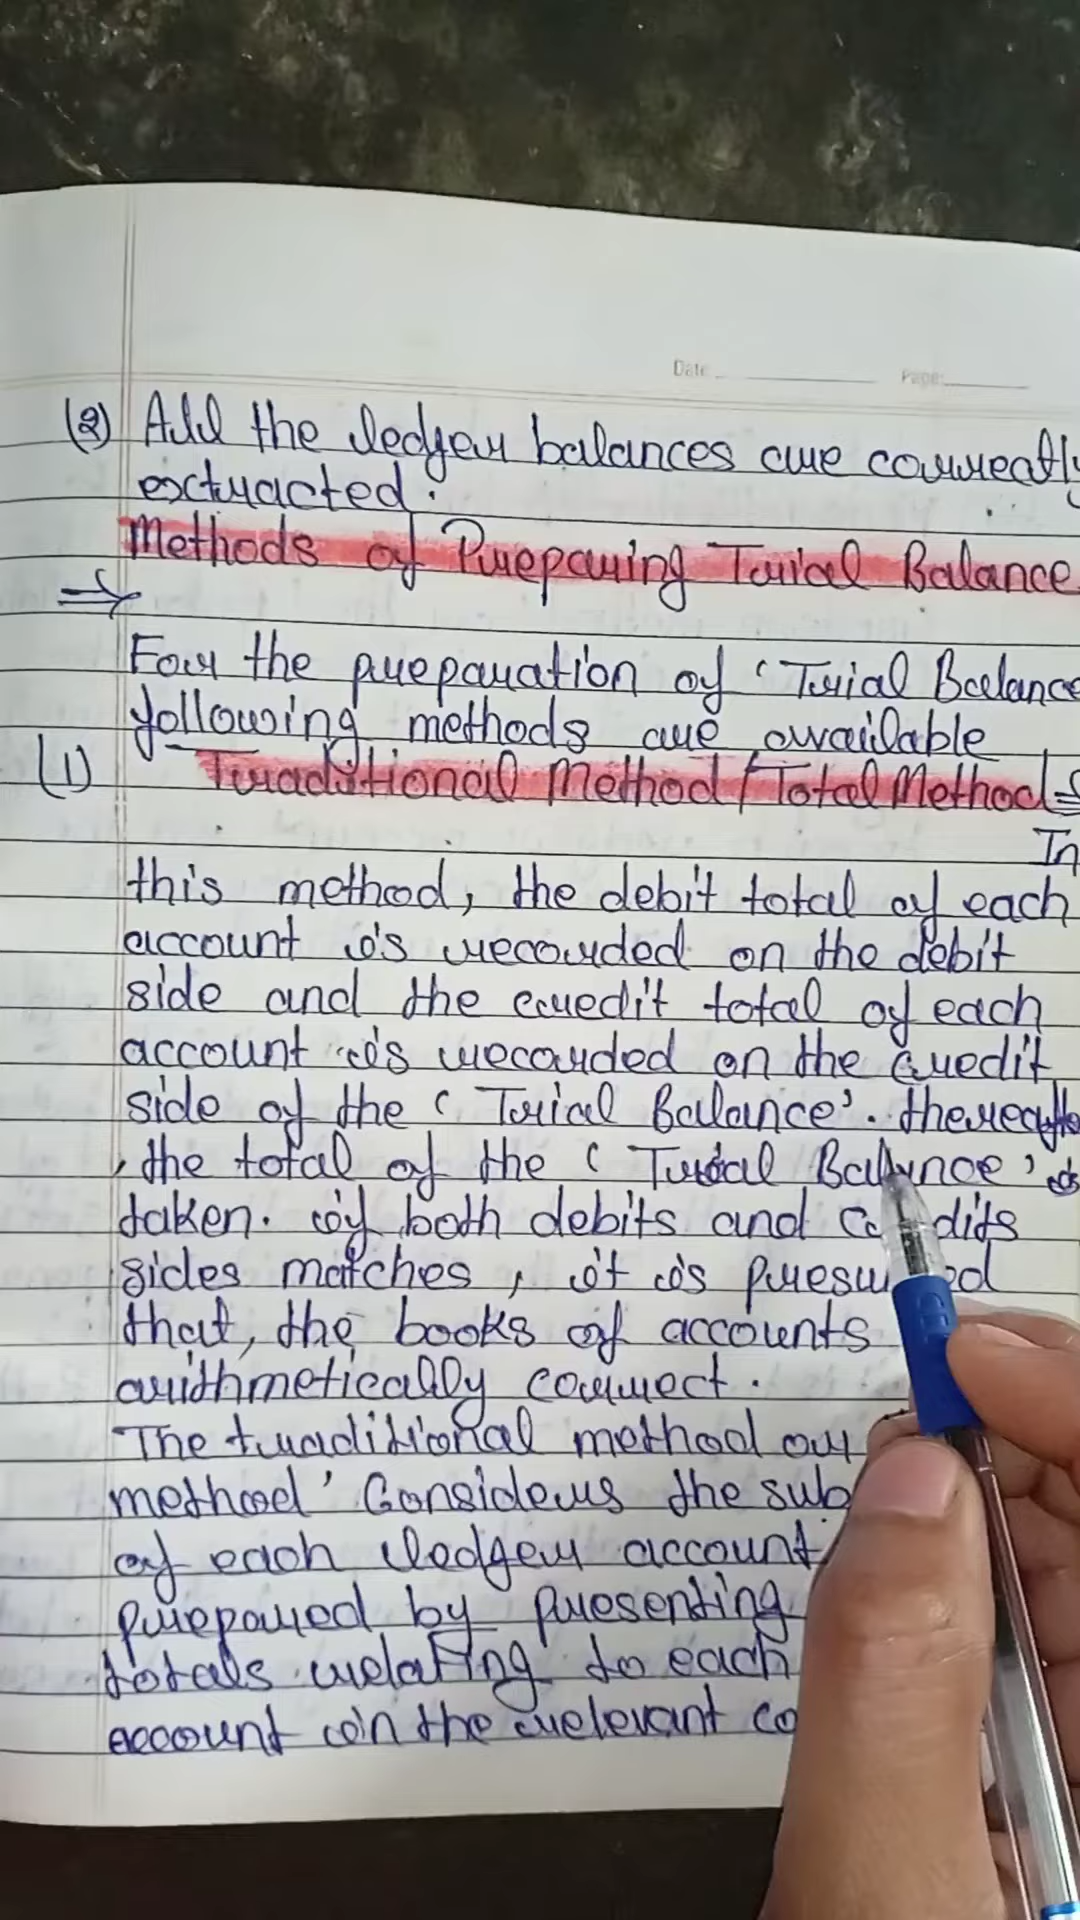 Date
Page:
(2) Add the ledger balances are correatly
extracted.
Methods of Preparing Trial Balance
⇒
For the preparation of 'Trial Balance
following methods are available
(1) Traditional Method / Total Method:
In
this method, the debit total of each
account is recorded on the debit
side and the credit total of each
account is recorded on the credit
side of the 'Trial Balance'. thereafte
, the total of the 'Trial Balance' is
taken. if both debits and
sides matches, it is
that, the books of accounts
arithmetically correct.
The traditional method or
method' Considers the sub
of each ledger account
prepared by presenting
totals relating to each
account in the relevant co